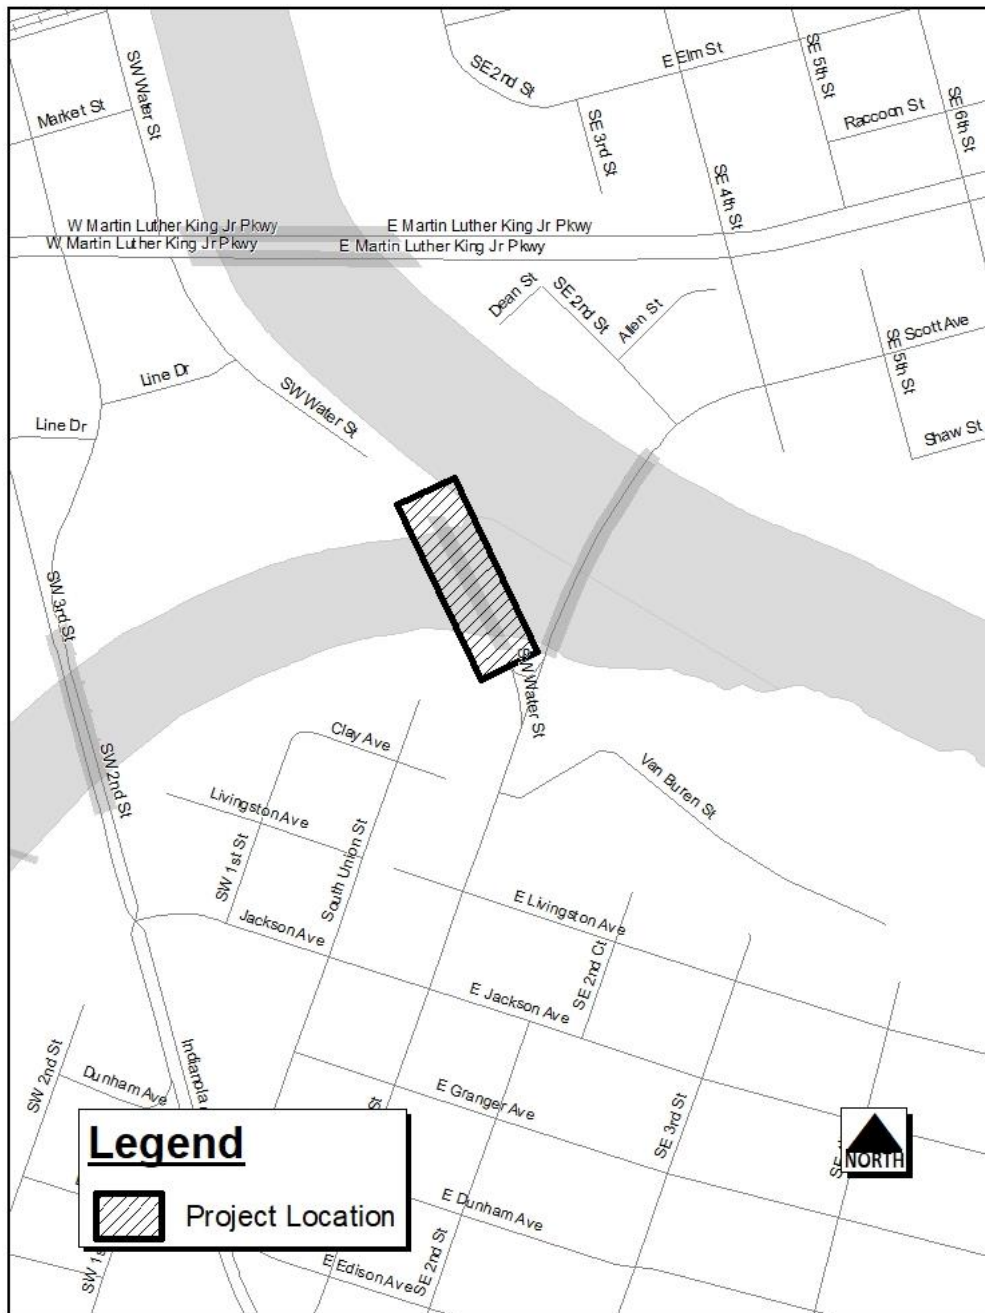 SE 2nd St
E Elm St
SE 5th St
SW Water St
Market St
Raccoon St
SE 6th St
SE 3rd St
SE 4th St
W Martin Luther King Jr Pkwy
E Martin Luther King Jr Pkwy
W Martin Luther King Jr Pkwy
E Martin Luther King Jr Pkwy
Dean St
SE 2nd St
Allen St
E Scott Ave
SE 5th St
Line Dr
SW Water St
Line Dr
Shaw St
SW 3rd St
SW Water St
SW 2nd St
Clay Ave
Van Buren St
Livingston Ave
SW 1st St
South Union St
E Livingston Ave
Jackson Ave
SE 2nd Ct
E Jackson Ave
SW 2nd St
Indianola
Dunham Ave
St
E Granger Ave
SE 3rd St
SE
NORTH
Legend
Project Location
E Dunham Ave
SW 1s
E Edison Ave
SE 2nd St